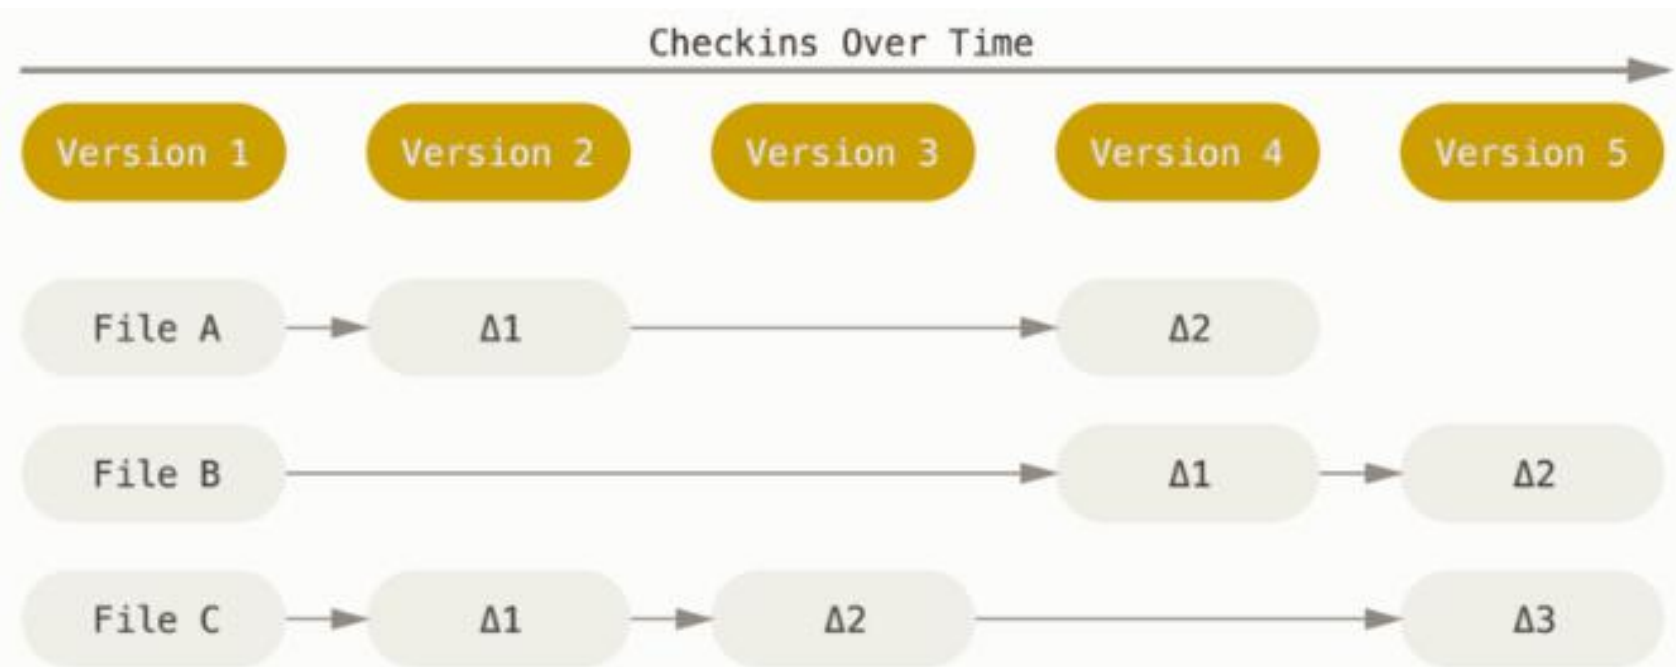 Checkins Over Time
Version 1 Version 2 Version 3 Version 4 Version 5
File A Δ1 Δ2
File B Δ1 Δ2
File C Δ1 Δ2 Δ3